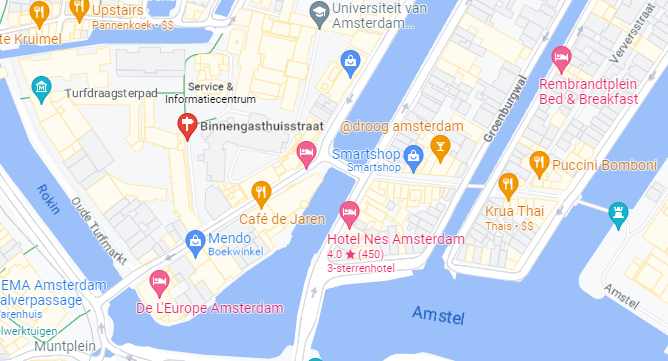 Upstairs
Pannenkoek • $$
te Kruimel
Universiteit van
Amsterdam...
Turfdraagsterpad
Service &
Informatiecentrum
Binnengasthuisstraat
@droog amsterdam
Smartshop
Smartshop
Groenburgwal
Verversstraat
Rembrandtplein
Bed & Breakfast
Puccini Bomboni
Krua Thai
Thais • $$
Rokin
Oude Turfmarkt
Café de Jaren
Mendo
Boekwinkel
Hotel Nes Amsterdam
4.0 ★ (450)
3-sterrenhotel
EMA Amsterdam
alverpassage
arenhuis
elwerktuigen
De L'Europe Amsterdam
Muntplein
Amstel
Amstel